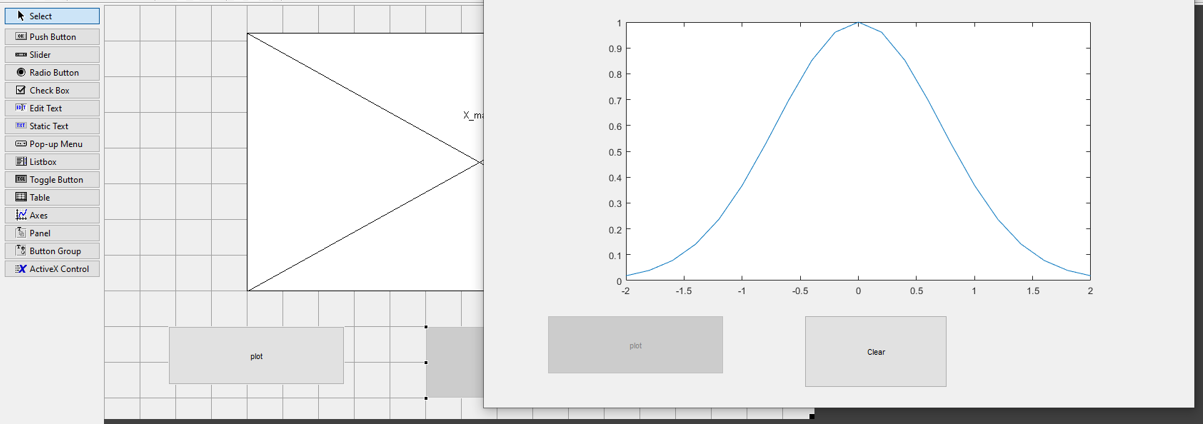 Select
Push Button
Slider
Radio Button
Check Box
Edit Text
Static Text
Pop-up Menu
Listbox
Toggle Button
Table
Axes
Panel
Button Group
ActiveX Control
X_ma
plot
1
0.9
0.8
0.7
0.6
0.5
0.4
0.3
0.2
0.1
0
-2 -1.5 -1 -0.5 0 0.5 1 1.5 2
plot
Clear